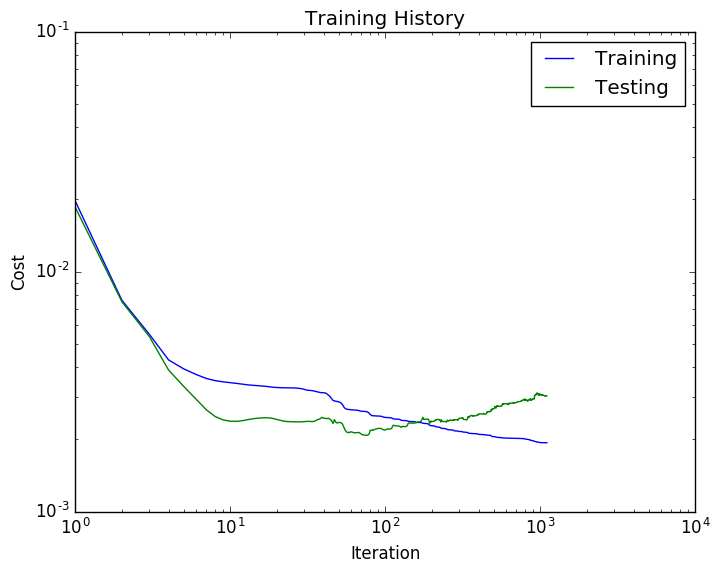 Training History
Training
Testing
10^-1
10^-2
10^-3
Cost
10^0 10^1 10^2 10^3 10^4
Iteration